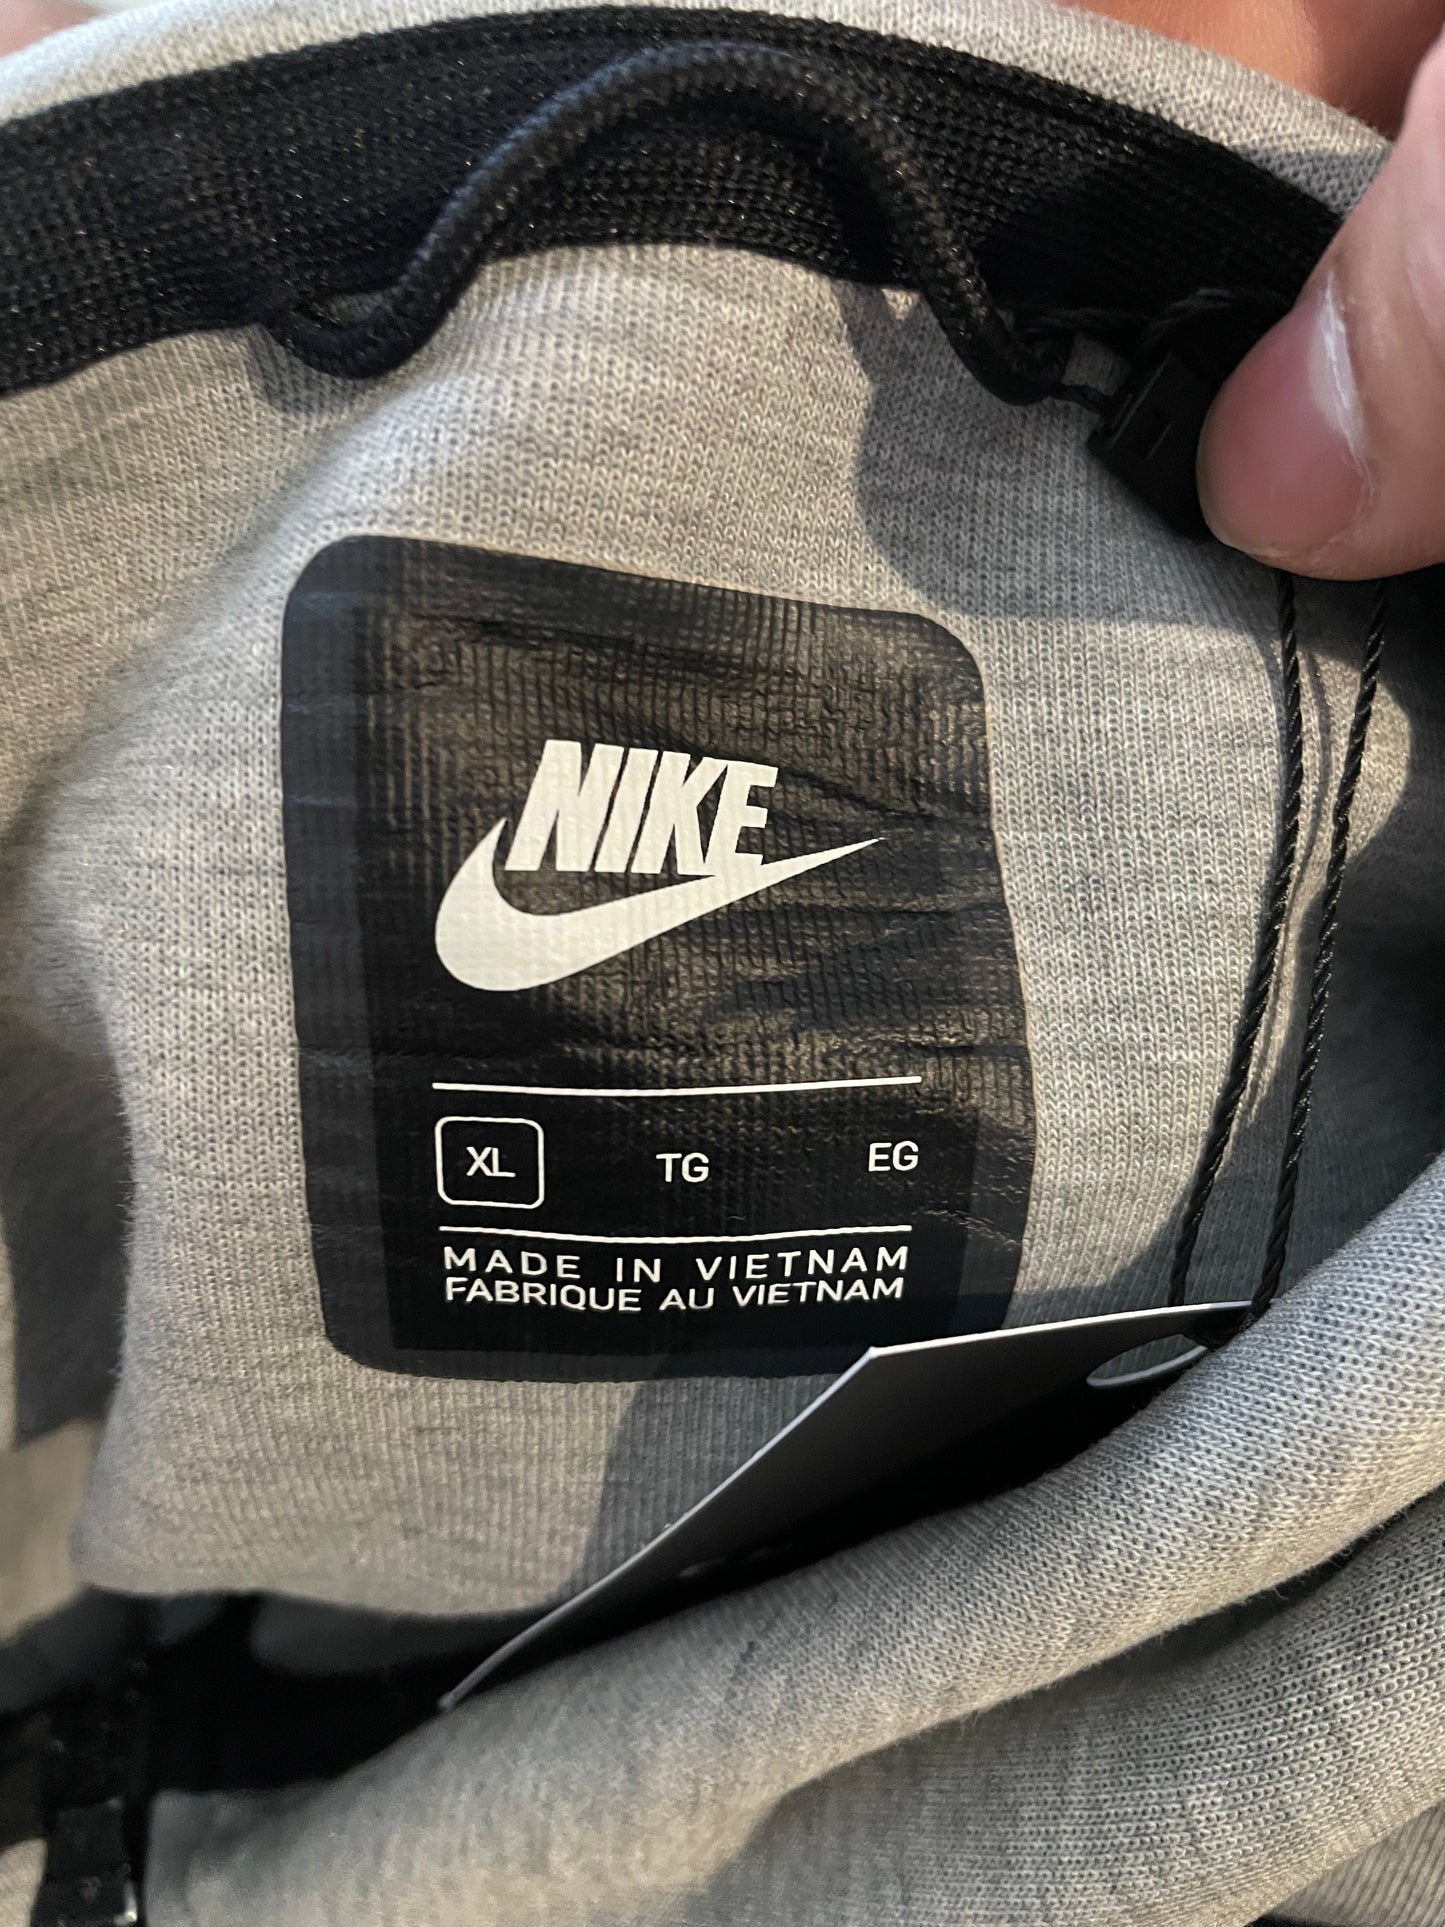 NIKE
XL TG EG
MADE IN VIETNAM
FABRIQUE AU VIETNAM